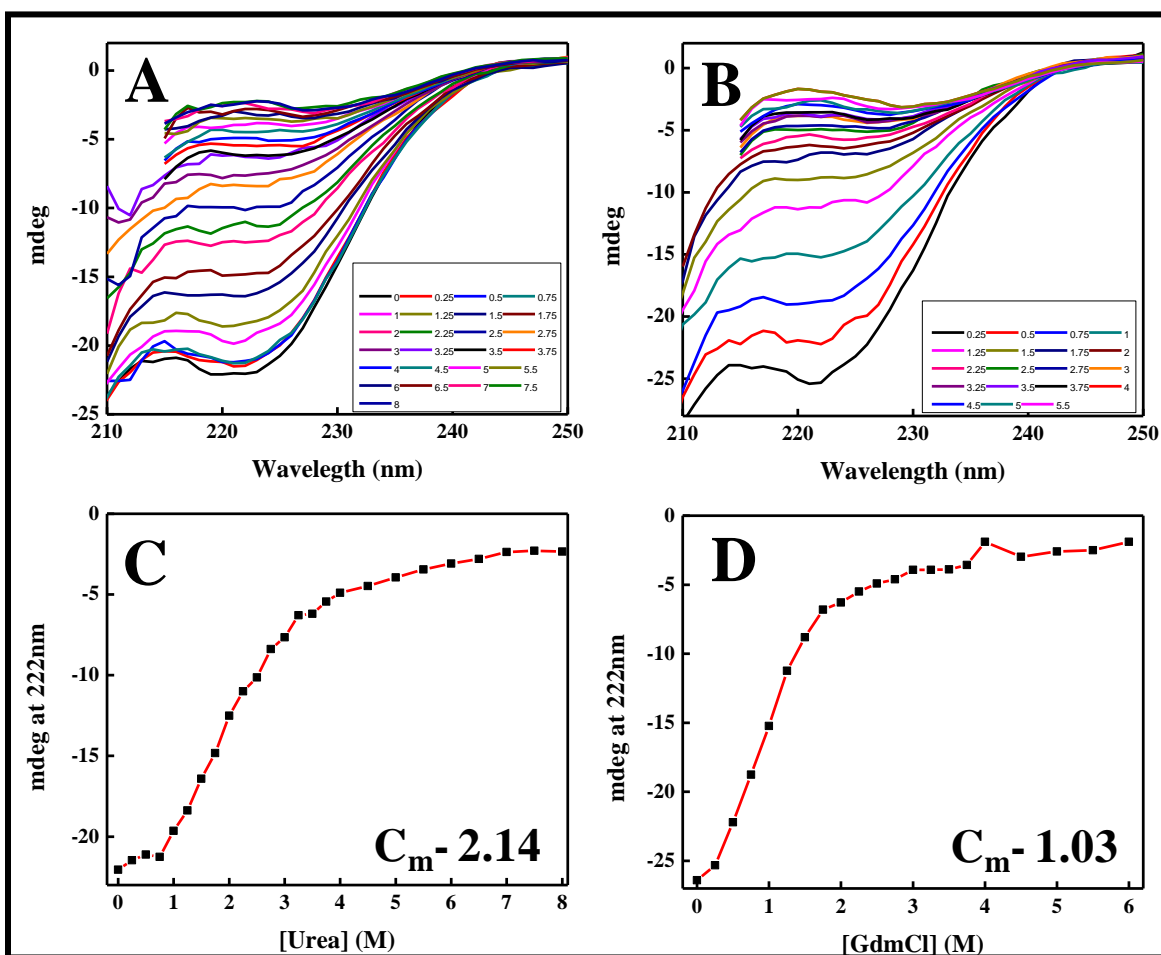 A
0
-5
-10
-15
-20
-25
mdeg
0 0.25 0.5 0.75
1 1.25 1.5 1.75
2 2.25 2.5 2.75
3 3.25 3.5 3.75
4 4.5 5 5.5
6 6.5 7 7.5
8
210 220 230 240 250
Wavelegth (nm)
B
0
-5
-10
-15
-20
-25
mdeg
0.25 0.5 0.75 1
1.25 1.5 1.75 2
2.25 2.5 2.75 3
3.25 3.5 3.75 4
4.5 5 5.5
210 220 230 240 250
Wavelength (nm)
C
0
-5
-10
-15
-20
mdeg at 222nm
Cm- 2.14
0 1 2 3 4 5 6 7 8
[Urea] (M)
D
0
-5
-10
-15
-20
-25
mdeg at 222nm
Cm- 1.03
0 1 2 3 4 5 6
[GdmCl] (M)